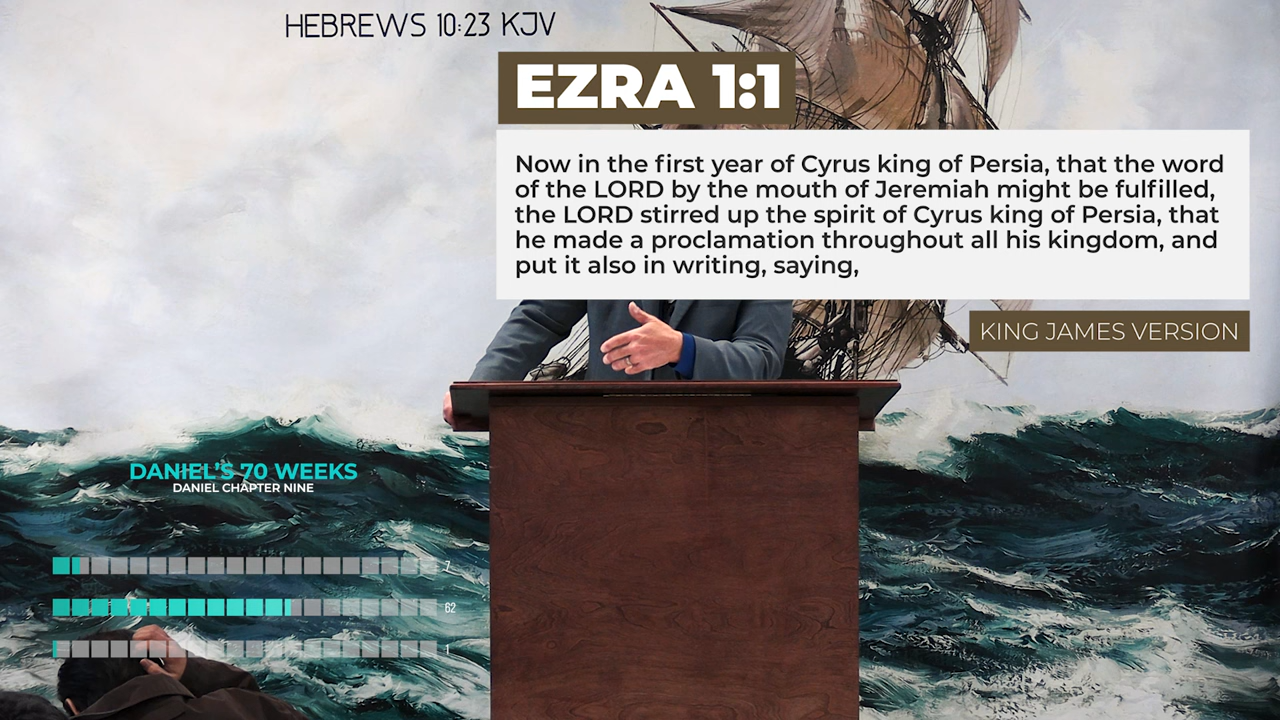 HEBREWS 10:23 KJV
EZRA 1:1
Now in the first year of Cyrus king of Persia, that the word
of the LORD by the mouth of Jeremiah might be fulfilled,
the LORD stirred up the spirit of Cyrus king of Persia, that
he made a proclamation throughout all his kingdom, and
put it also in writing, saying,
KING JAMES VERSION
DANIEL'S 70 WEEKS
DANIEL CHAPTER NINE
7
62
1